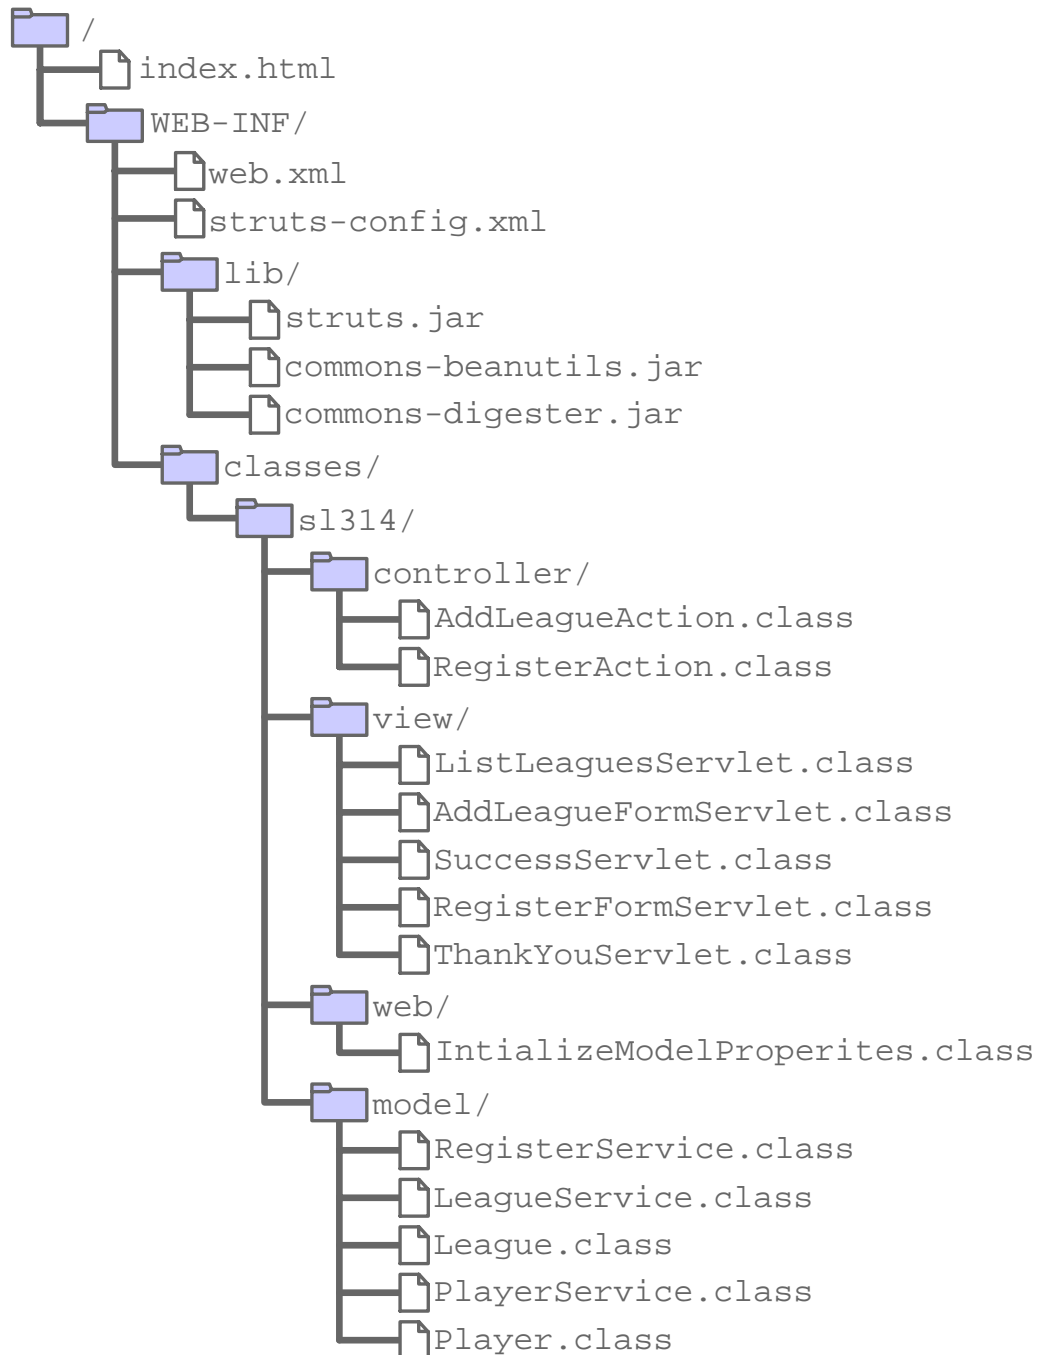 /
index.html
WEB-INF/
web.xml
struts-config.xml
lib/
struts.jar
commons-beanutils.jar
commons-digester.jar
classes/
sl314/
controller/
AddLeagueAction.class
RegisterAction.class
view/
ListLeaguesServlet.class
AddLeagueFormServlet.class
SuccessServlet.class
RegisterFormServlet.class
ThankYouServlet.class
web/
IntializeModelProperites.class
model/
RegisterService.class
LeagueService.class
League.class
PlayerService.class
Player.class